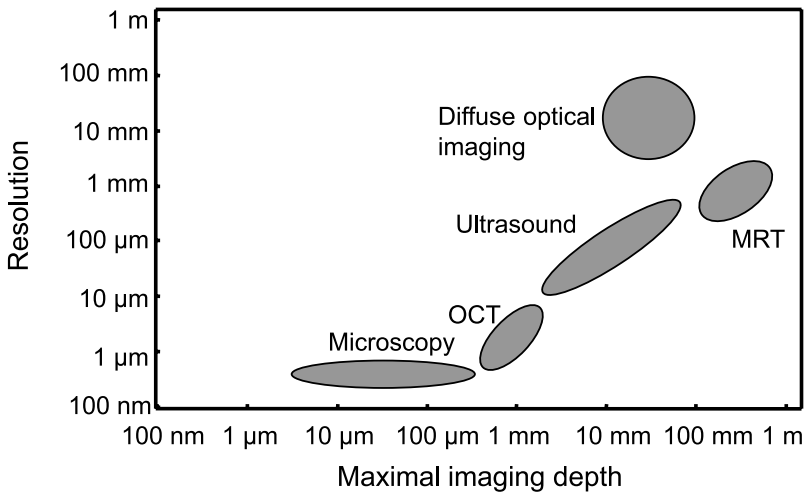 1 m
100 mm
10 mm
1 mm
100 µm
10 µm
1 µm
100 nm
Resolution
Diffuse optical
imaging
Ultrasound
MRT
OCT
Microscopy
100 nm 1 µm 10 µm 100 µm 1 mm 10 mm 100 mm 1 m
Maximal imaging depth